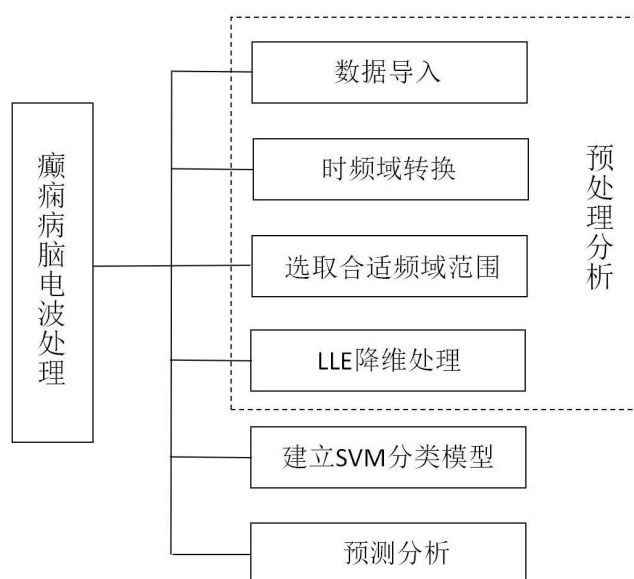 癫痫病脑电波处理
数据导入
时频域转换
选取合适频域范围
LLE降维处理
建立SVM分类模型
预测分析
预处理分析